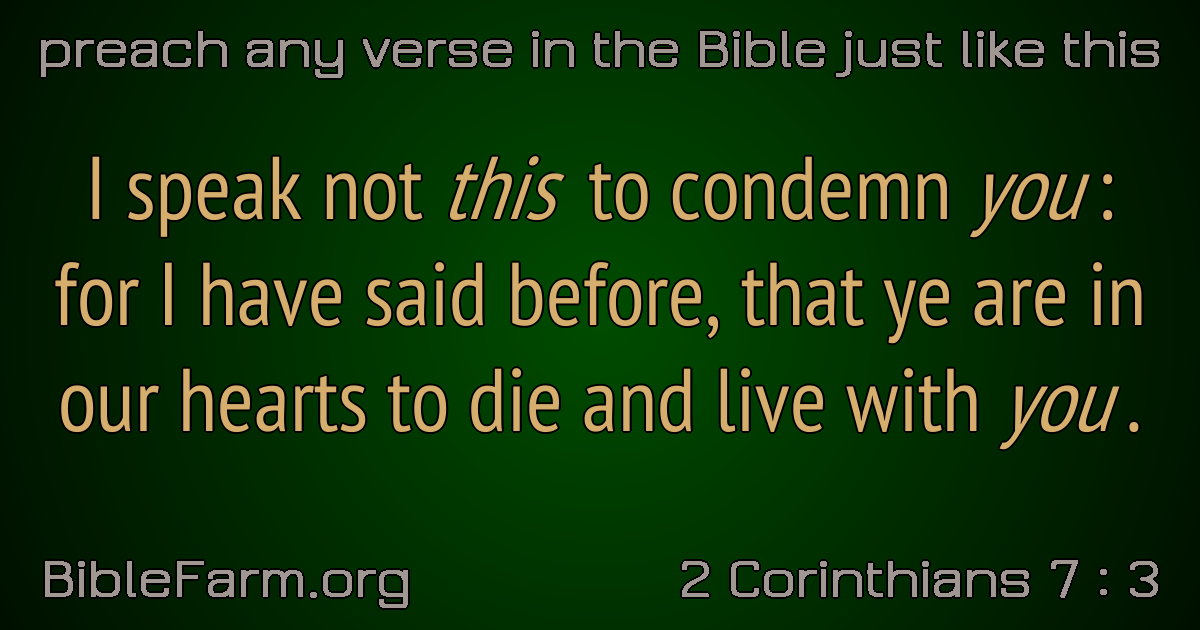 preach any verse in the Bible just like this
I speak not this to condemn you:
for I have said before, that ye are in
our hearts to die and live with you.
BibleFarm.org
2 Corinthians 7 : 3